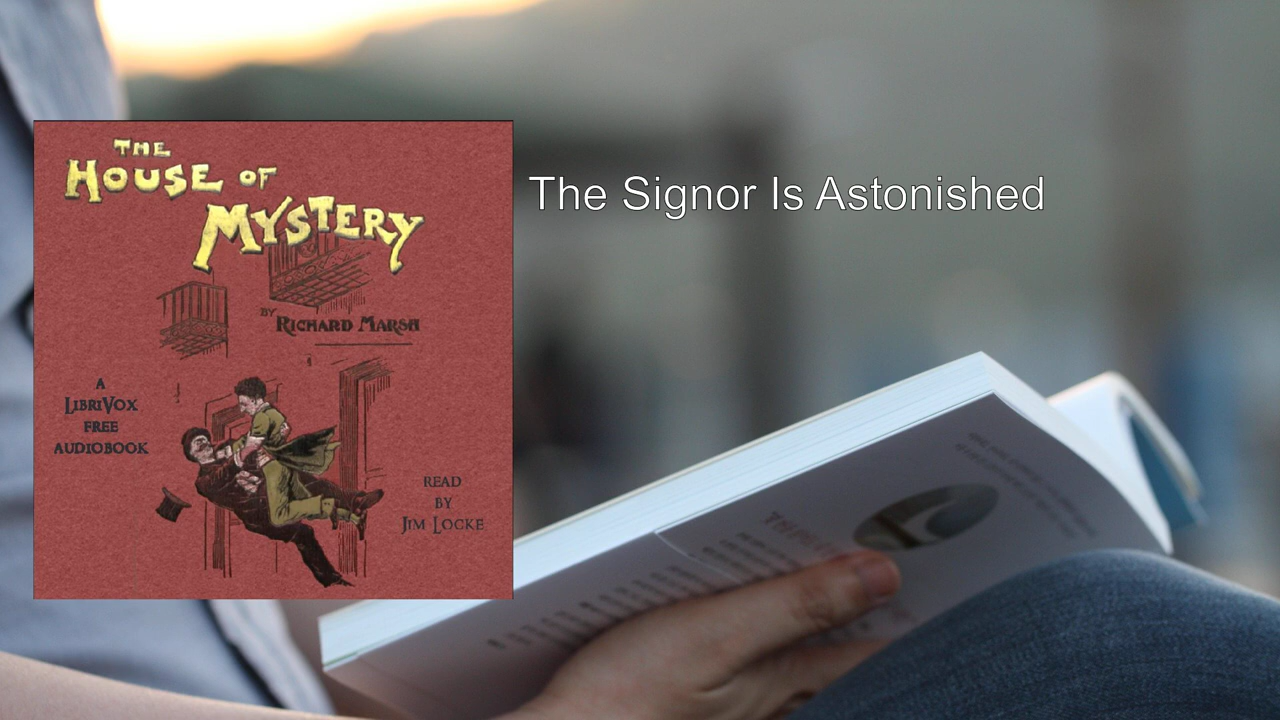 THE
HOUSE OF
MYSTERY
BY RICHARD MARSH
A
LIBRIVOX
FREE
AUDIOBOOK
READ
BY
JIM LOCKE
The Signor Is Astonished